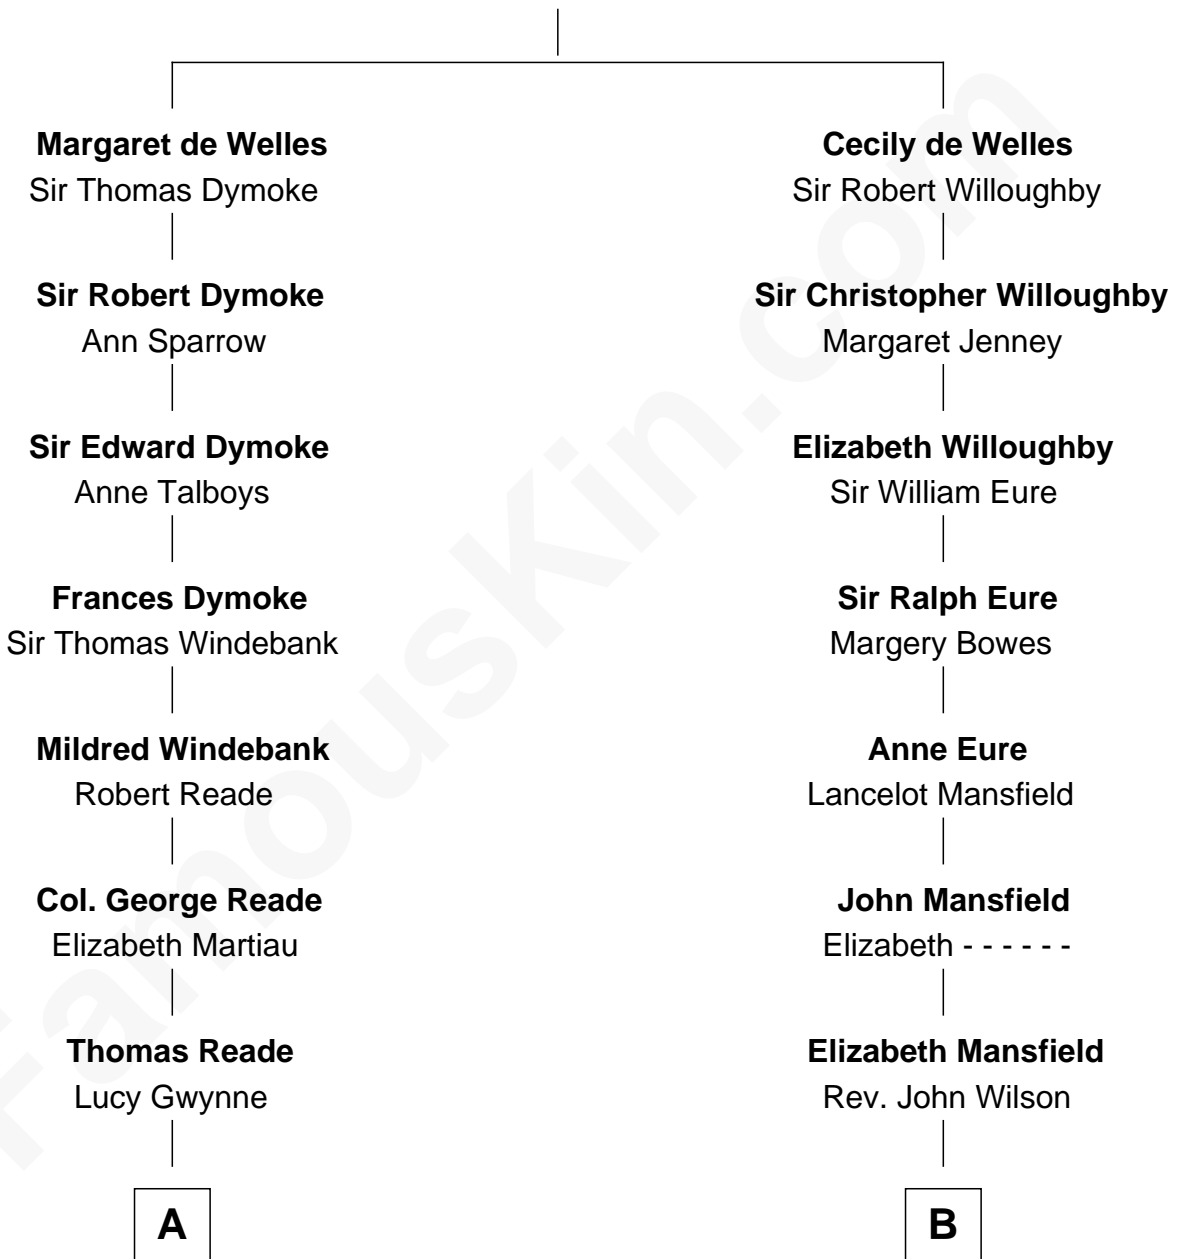 Margaret de Welles
Sir Thomas Dymoke
Sir Robert Dymoke
Ann Sparrow
Sir Edward Dymoke
Anne Talboys
Frances Dymoke
Sir Thomas Windebank
Mildred Windebank
Robert Reade
Col. George Reade
Elizabeth Martiau
Thomas Reade
Lucy Gwynne
A
Cecily de Welles
Sir Robert Willoughby
Sir Christopher Willoughby
Margaret Jenney
Elizabeth Willoughby
Sir William Eure
Sir Ralph Eure
Margery Bowes
Anne Eure
Lancelot Mansfield
John Mansfield
Elizabeth - - - - - -
Elizabeth Mansfield
Rev. John Wilson
B
FamousKin.com